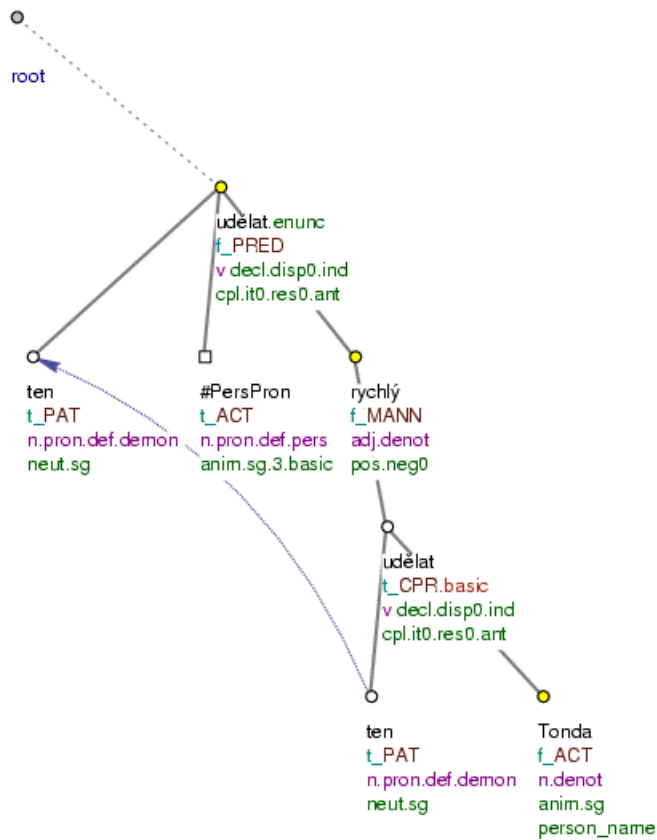 root
udělat.enunc
f_PRED
v decl.disp0.ind
cpl.it0.res0.ant
ten
t_PAT
n.pron.def.demon
neut.sg
#PersPron
t_ACT
n.pron.def.pers
anim.sg.3.basic
rychlý
f_MANN
adj.denot
pos.neg0
udělat
t_CPR.basic
v decl.disp0.ind
cpl.it0.res0.ant
ten
t_PAT
n.pron.def.demon
neut.sg
Tonda
f_ACT
n.denot
anim.sg
person_name